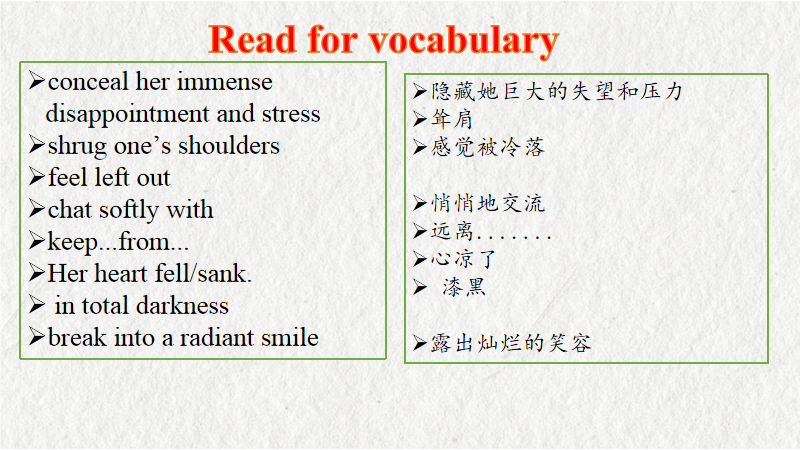 Read for vocabulary
➢conceal her immense
disappointment and stress
➢shrug one’s shoulders
➢feel left out
➢chat softly with
➢keep...from...
➢Her heart fell/sank.
➢ in total darkness
➢break into a radiant smile
➢隐藏她巨大的失望和压力
➢耸肩
➢感觉被冷落
➢悄悄地交流
➢远离.......
➢心凉了
➢ 漆黑
➢露出灿烂的笑容